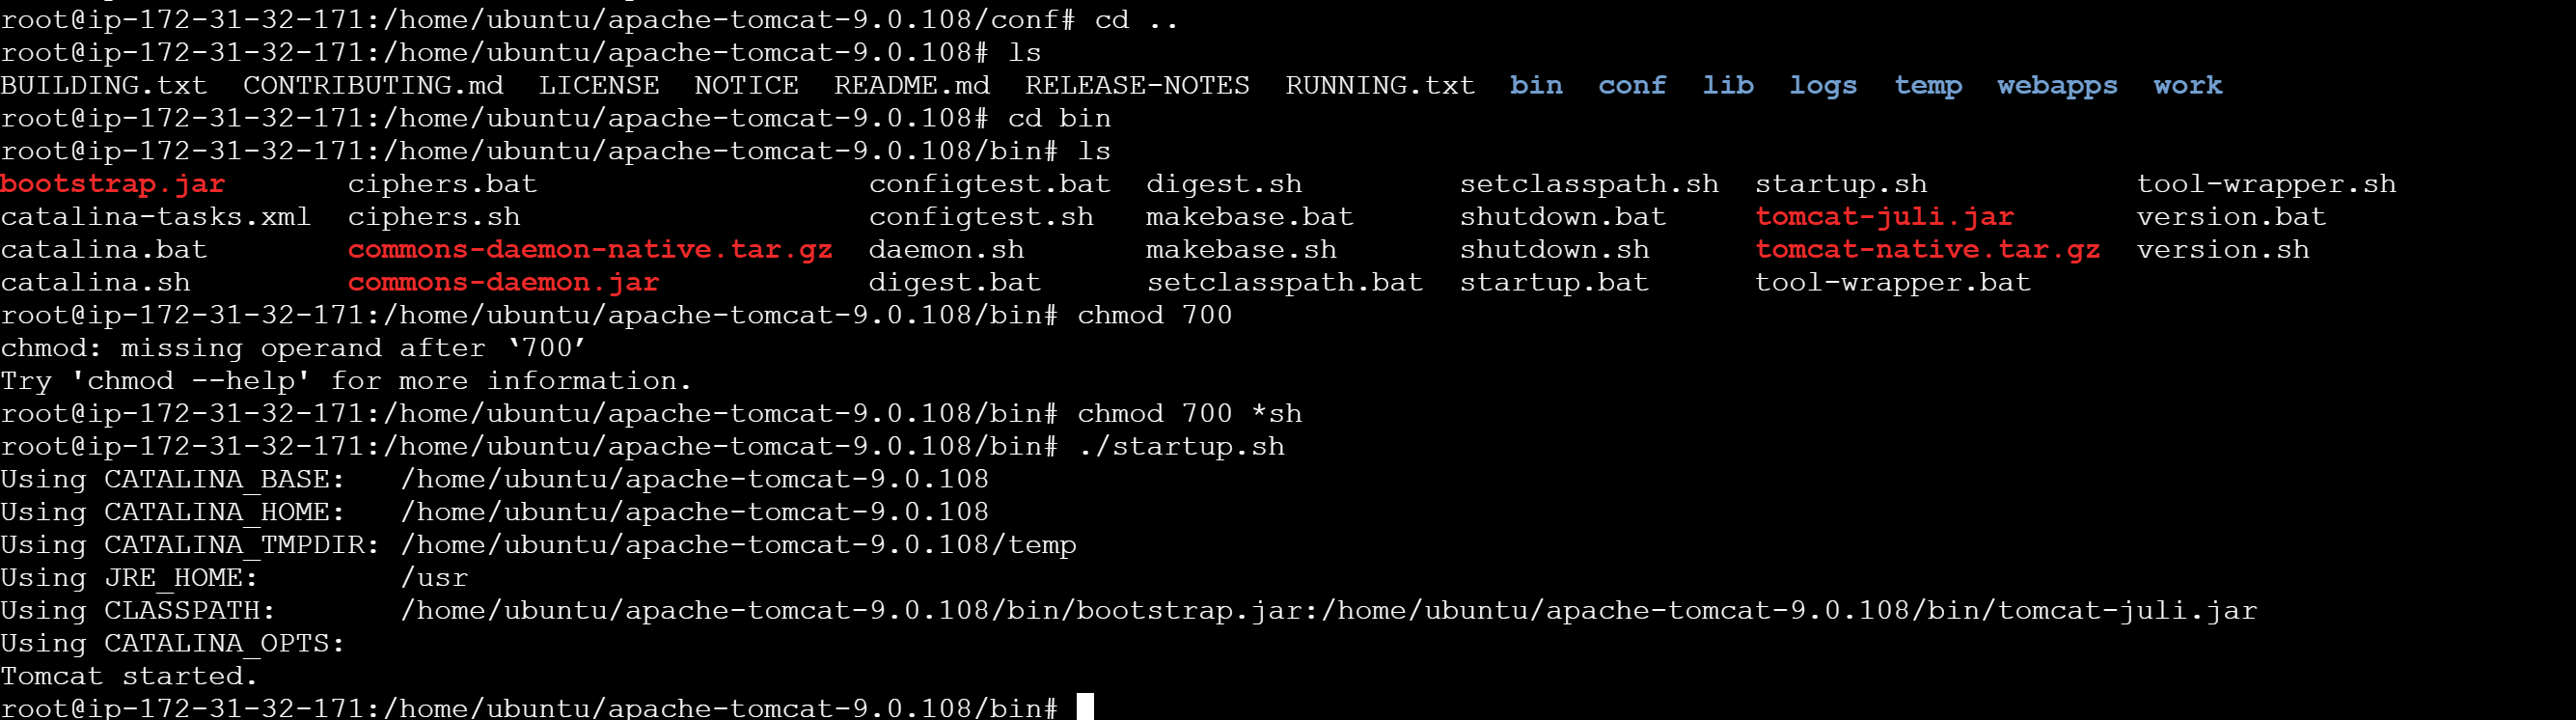 root@ip-172-31-32-171:/home/ubuntu/apache-tomcat-9.0.108/conf# cd ..
root@ip-172-31-32-171:/home/ubuntu/apache-tomcat-9.0.108# ls
BUILDING.txt  CONTRIBUTING.md  LICENSE  NOTICE  README.md  RELEASE-NOTES  RUNNING.txt  bin  conf  lib  logs  temp  webapps  work
root@ip-172-31-32-171:/home/ubuntu/apache-tomcat-9.0.108# cd bin
root@ip-172-31-32-171:/home/ubuntu/apache-tomcat-9.0.108/bin# ls
bootstrap.jar       ciphers.bat                   configtest.bat  digest.sh         setclasspath.sh  startup.sh            tool-wrapper.sh
catalina-tasks.xml  ciphers.sh                    configtest.sh   makebase.bat      shutdown.bat     tomcat-juli.jar       version.bat
catalina.bat        commons-daemon-native.tar.gz  daemon.sh       makebase.sh       shutdown.sh      tomcat-native.tar.gz  version.sh
catalina.sh         commons-daemon.jar            digest.bat      setclasspath.bat  startup.bat      tool-wrapper.bat
root@ip-172-31-32-171:/home/ubuntu/apache-tomcat-9.0.108/bin# chmod 700
chmod: missing operand after ‘700’
Try 'chmod --help' for more information.
root@ip-172-31-32-171:/home/ubuntu/apache-tomcat-9.0.108/bin# chmod 700 *sh
root@ip-172-31-32-171:/home/ubuntu/apache-tomcat-9.0.108/bin# ./startup.sh
Using CATALINA_BASE:   /home/ubuntu/apache-tomcat-9.0.108
Using CATALINA_HOME:   /home/ubuntu/apache-tomcat-9.0.108
Using CATALINA_TMPDIR: /home/ubuntu/apache-tomcat-9.0.108/temp
Using JRE_HOME:        /usr
Using CLASSPATH:       /home/ubuntu/apache-tomcat-9.0.108/bin/bootstrap.jar:/home/ubuntu/apache-tomcat-9.0.108/bin/tomcat-juli.jar
Using CATALINA_OPTS:
Tomcat started.
root@ip-172-31-32-171:/home/ubuntu/apache-tomcat-9.0.108/bin#